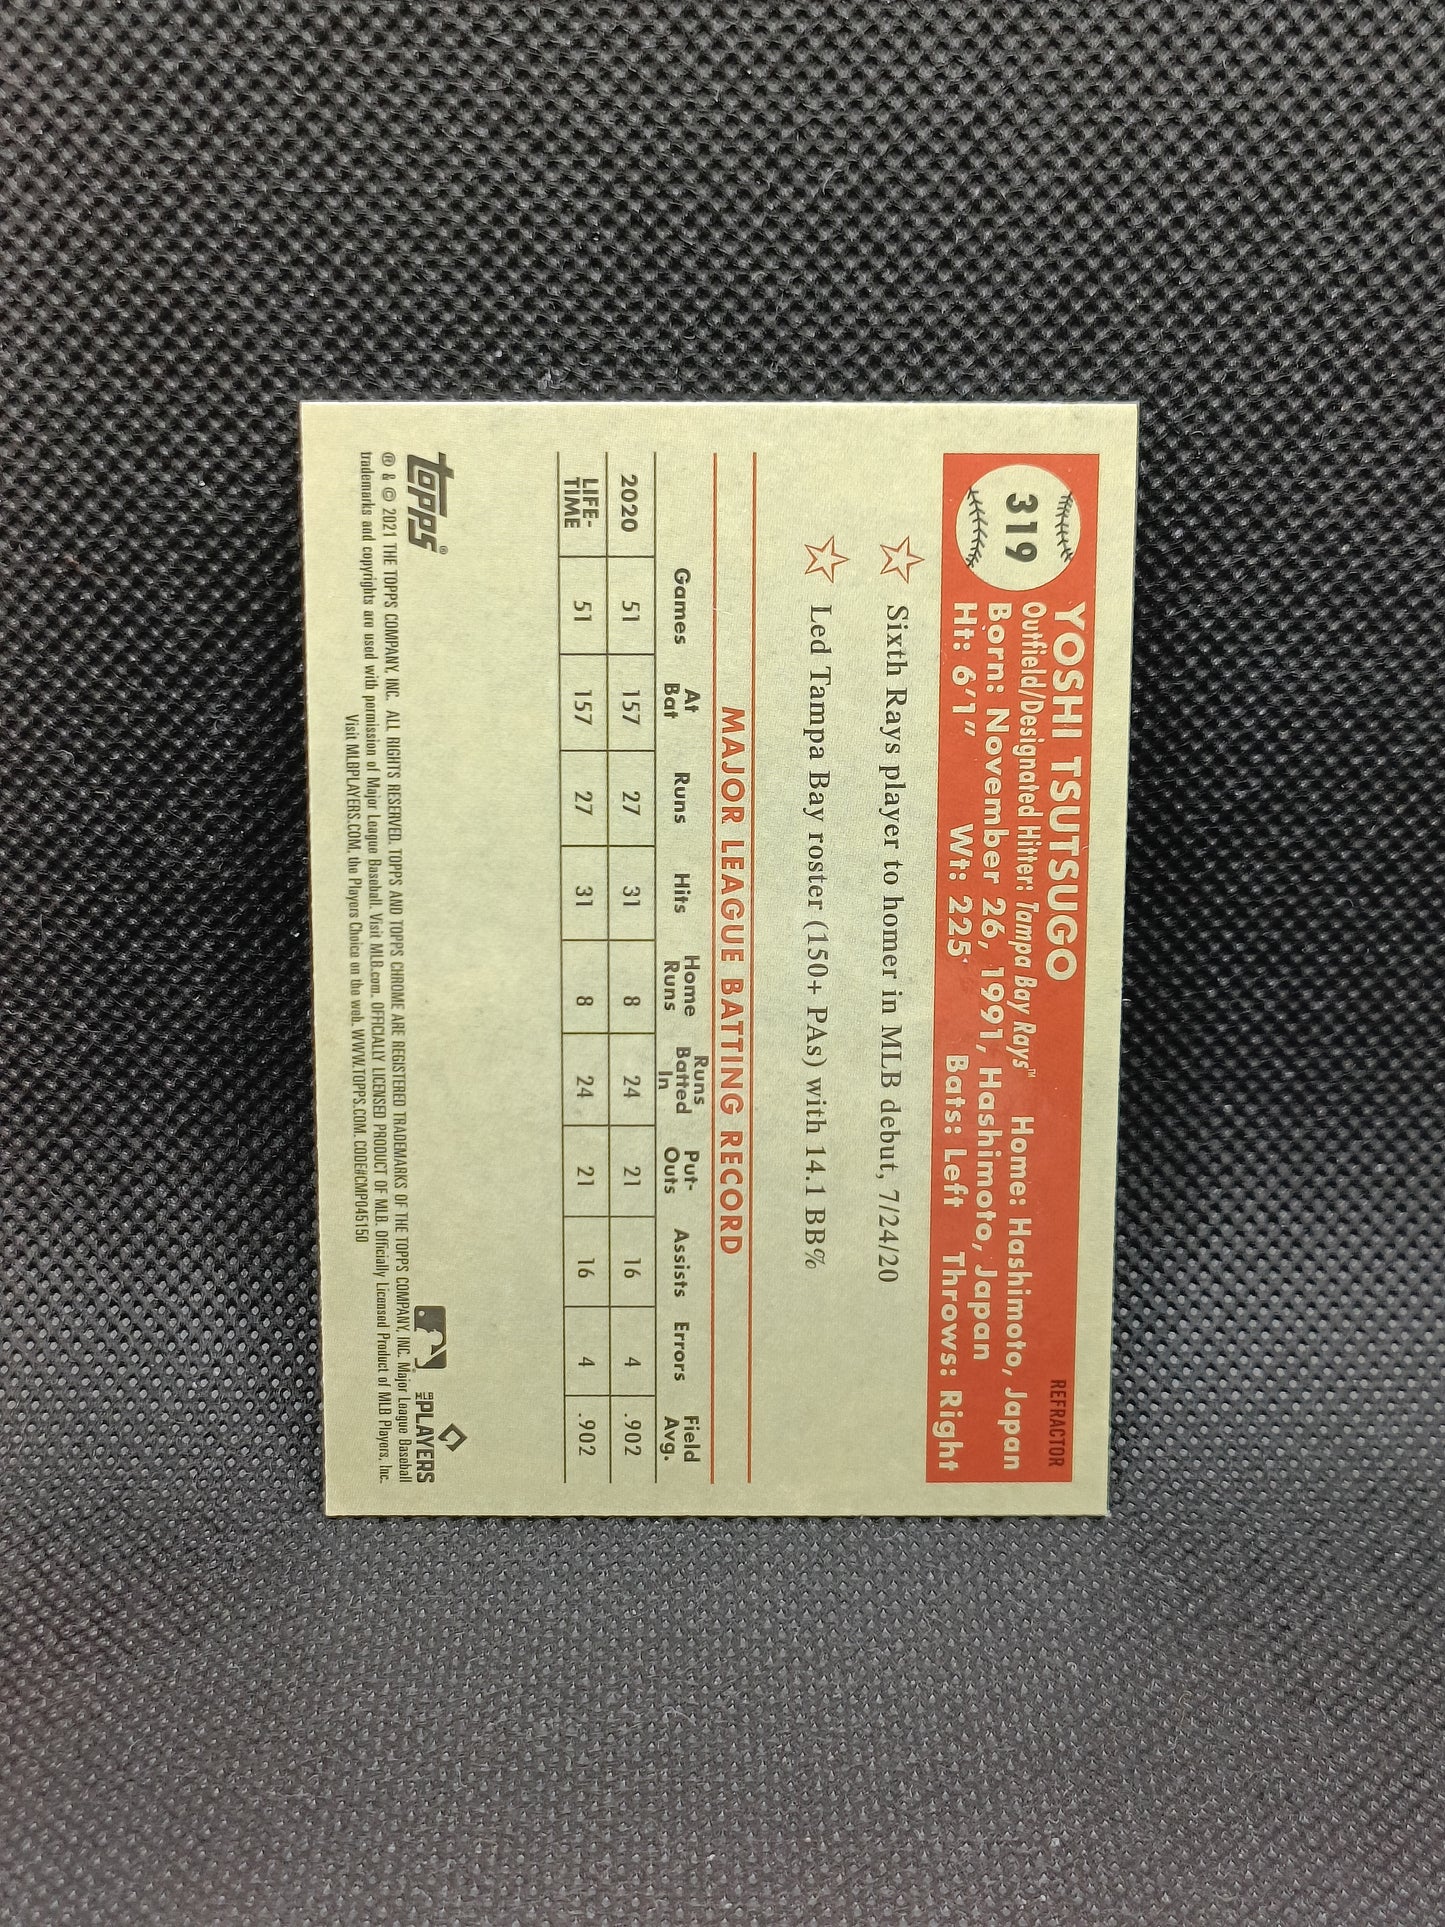 319
REFRACTOR
YOSHI TSUTSUGO
Outfield/Designated Hitter: Tampa Bay Rays™ Home: Hashimoto, Japan
Born: November 26, 1991, Hashimoto, Japan
Ht: 6'1" Wt: 225 Bats: Left Throws: Right
Sixth Rays player to homer in MLB debut, 7/24/20
Led Tampa Bay roster (150+ PAs) with 14.1 BB%
MAJOR LEAGUE BATTING RECORD
Games At Bat Runs Hits Home Runs Runs Batted In Put-Outs Assists Errors Field Avg.
2020 51 157 27 31 8 24 21 16 4 .902
LIFE-TIME 51 157 27 31 8 24 21 16 4 .902
topps®
MLB PLAYERS
® & © 2021 THE TOPPS COMPANY, INC. ALL RIGHTS RESERVED. TOPPS AND TOPPS CHROME ARE REGISTERED TRADEMARKS OF THE TOPPS COMPANY, INC. Major League Baseball
trademarks and copyrights are used with permission of Major League Baseball. Visit MLB.com. OFFICIALLY LICENSED PRODUCT OF MLB. Officially Licensed Product of MLB Players, Inc.
Visit MLBPLAYERS.COM, the Players Choice on the web. WWW.TOPPS.COM. CODE#CMP045150